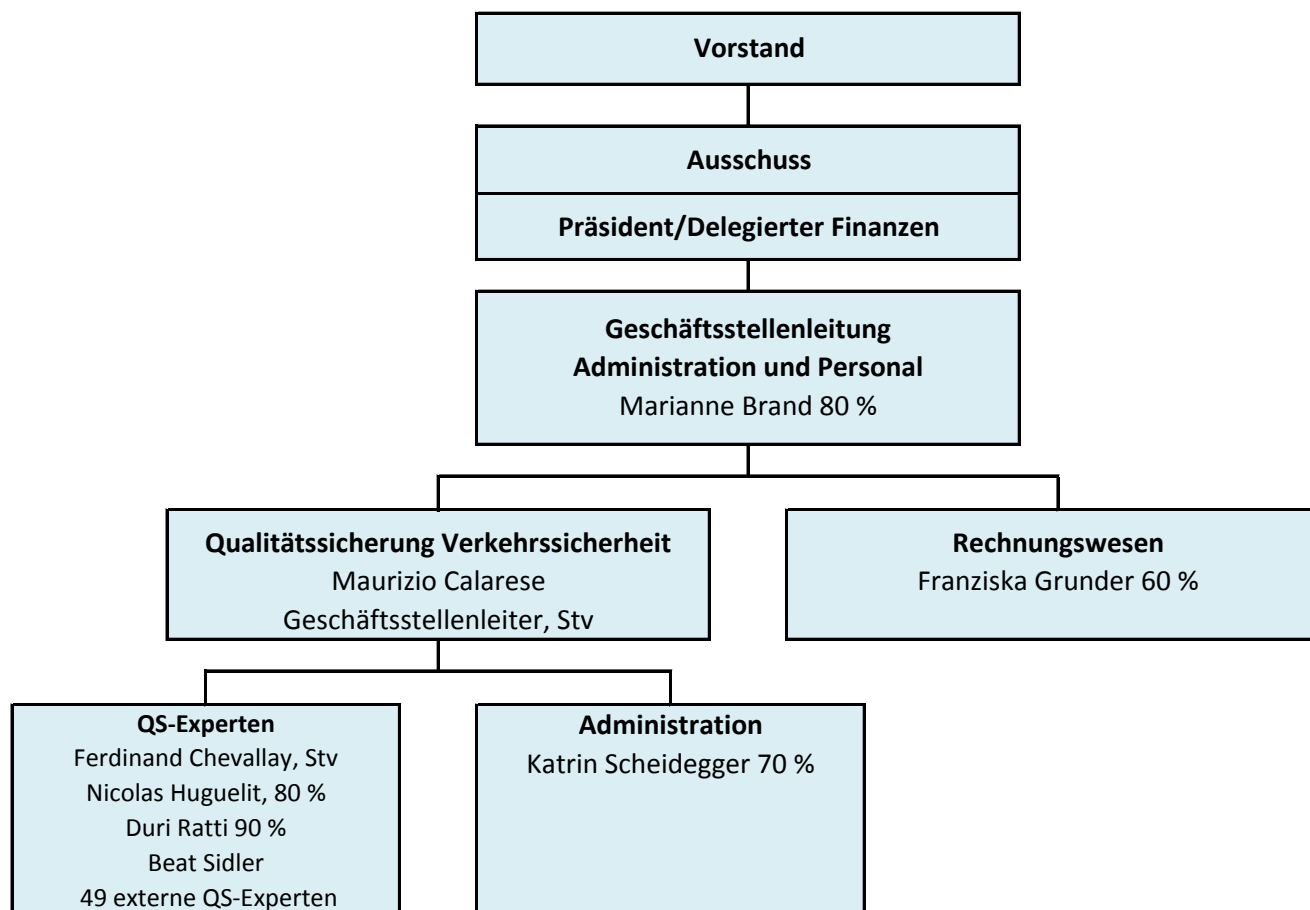 Vorstand
Ausschuss
Präsident/Delegierter Finanzen
Geschäftsstellenleitung
Administration und Personal
Marianne Brand 80 %
Qualitätssicherung Verkehrssicherheit
Maurizio Calarese
Geschäftsstellenleiter, Stv
Rechnungswesen
Franziska Grunder 60 %
QS-Experten
Ferdinand Chevallay, Stv
Nicolas Huguelit, 80 %
Duri Ratti 90 %
Beat Sidler
49 externe QS-Experten
Administration
Katrin Scheidegger 70 %